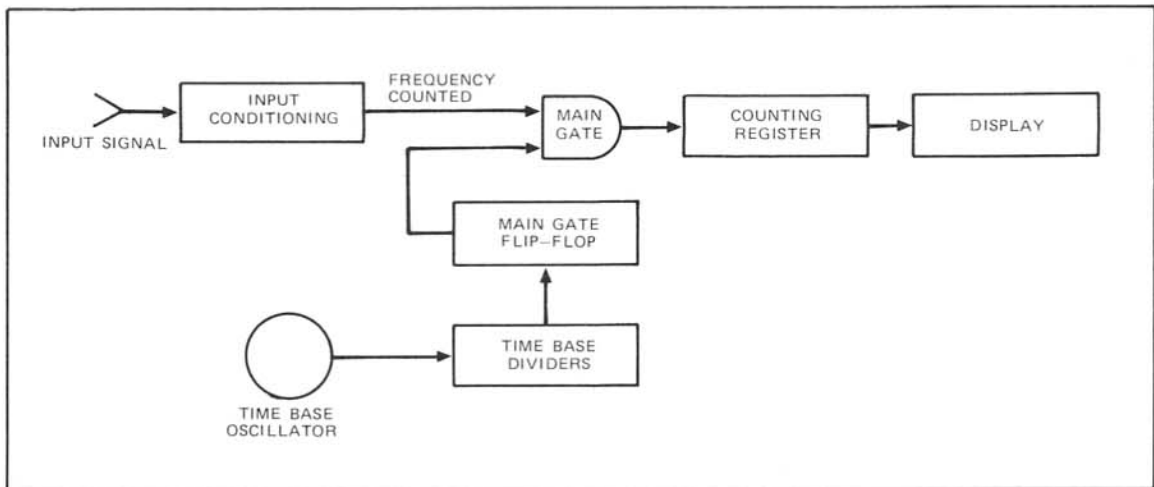 INPUT
CONDITIONING
FREQUENCY
COUNTED
MAIN
GATE
COUNTING
REGISTER
DISPLAY
INPUT SIGNAL
MAIN GATE
FLIP–FLOP
TIME BASE
DIVIDERS
TIME BASE
OSCILLATOR